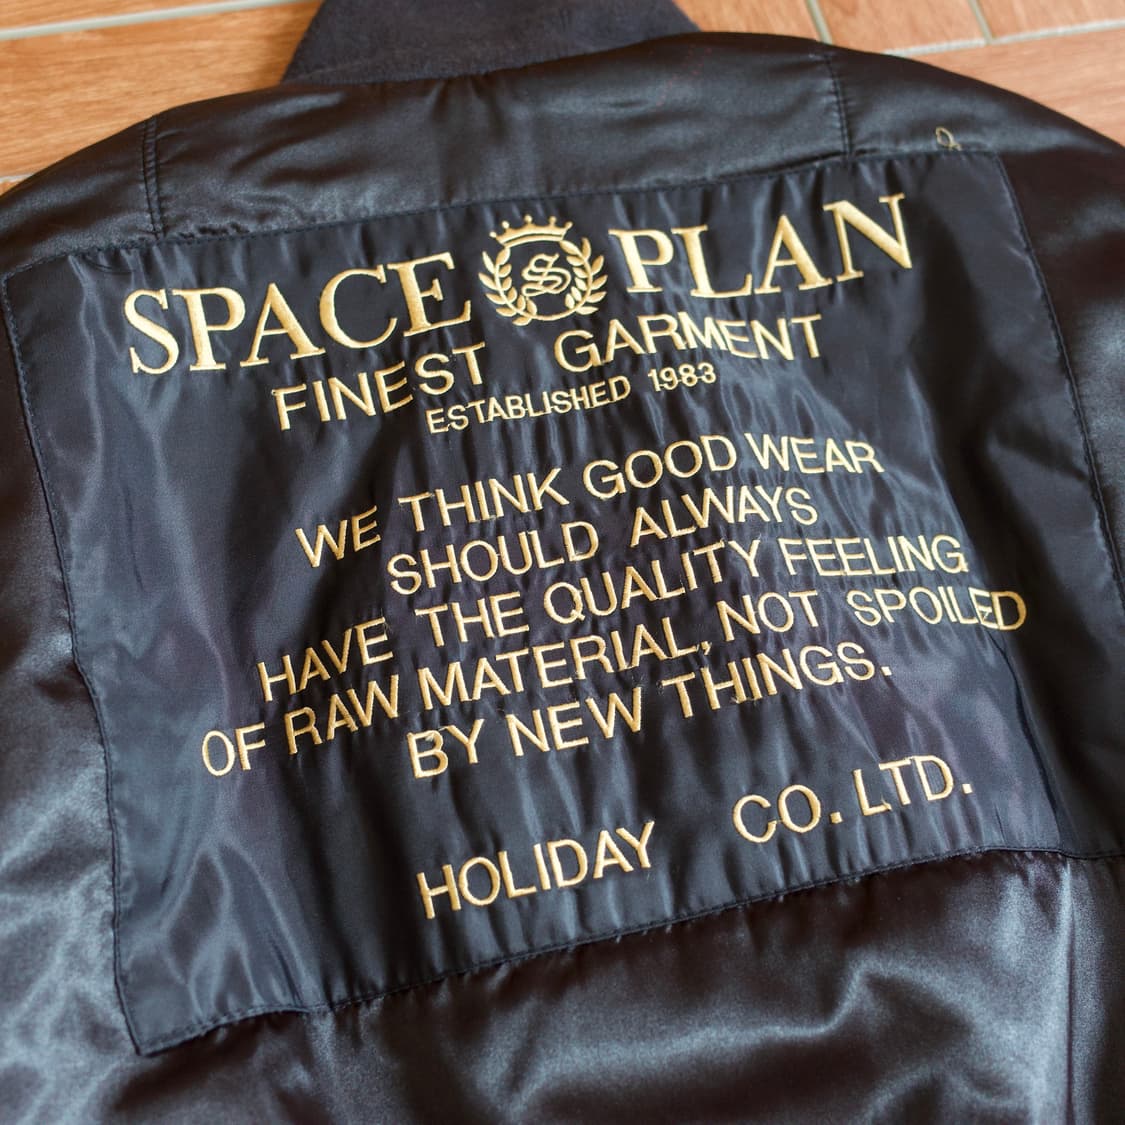 SPACE S PLAN
FINEST GARMENT
ESTABLISHED 1983
WE THINK GOOD WEAR
SHOULD ALWAYS
HAVE THE QUALITY FEELING
OF RAW MATERIAL, NOT SPOILED
BY NEW THINGS.
HOLIDAY CO. LTD.